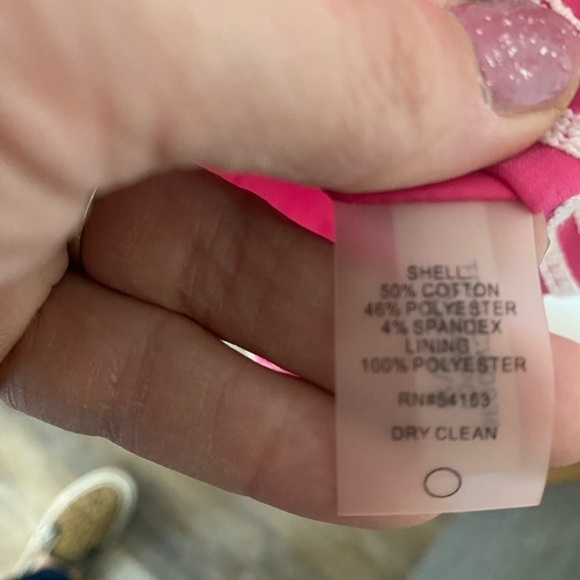 SHELL
50% COTTON
46% POLYESTER
4% SPANDEX
LINING
100% POLYESTER
RN#54163
DRY CLEAN